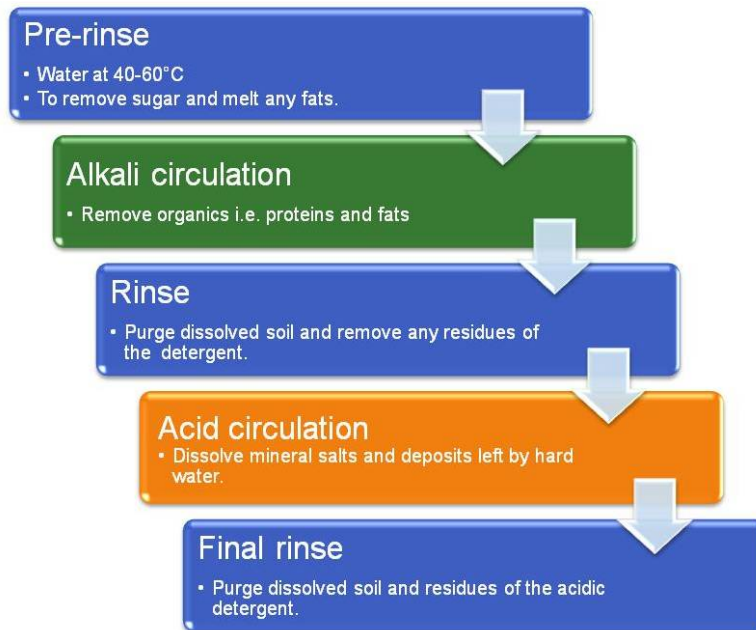 Pre-rinse
• Water at 40-60°C
• To remove sugar and melt any fats.
Alkali circulation
• Remove organics i.e. proteins and fats
Rinse
• Purge dissolved soil and remove any residues of
the detergent.
Acid circulation
• Dissolve mineral salts and deposits left by hard
water.
Final rinse
• Purge dissolved soil and residues of the acidic
detergent.